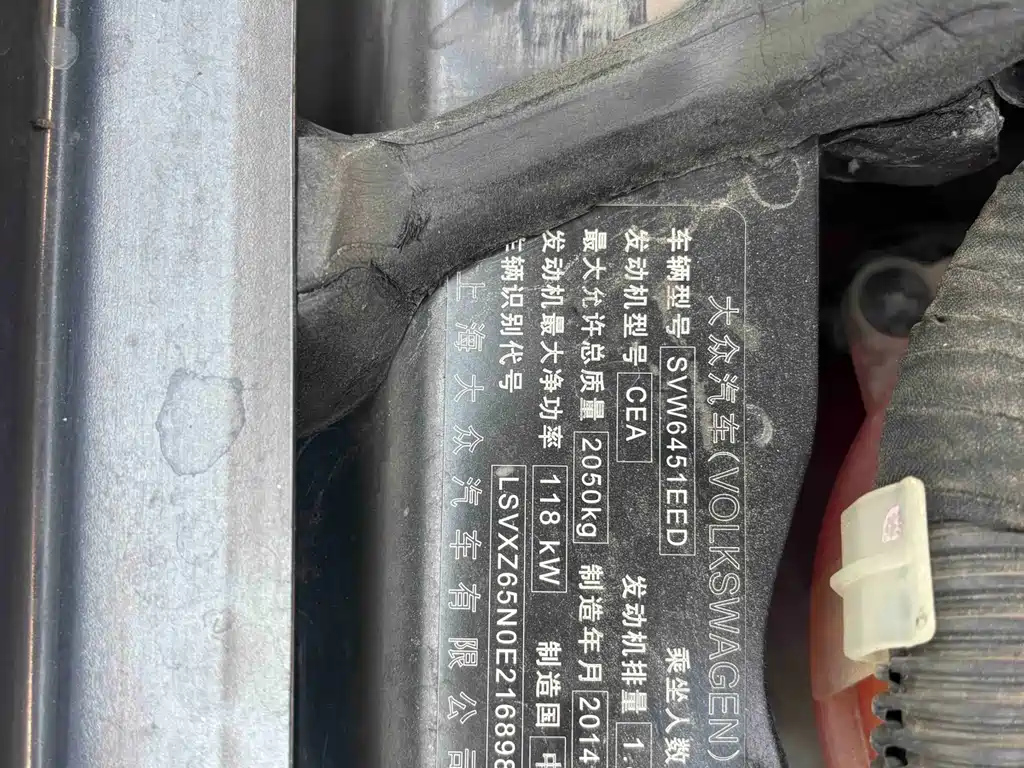 大众汽车(VOLKSWAGEN)
车辆型号 SVW6451EED 乘坐人数
发动机型号 CEA 发动机排量 1.
最大允许总质量 2050kg 制造年月 2014
发动机最大净功率 118 kW 制造国 中
车辆识别代号 LSVXZ65N0E216898
上海大众汽车有限公司